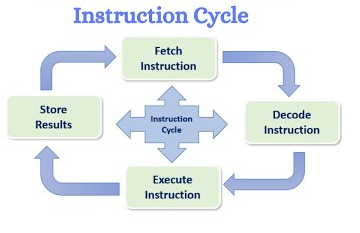 Instruction Cycle
Fetch
Instruction
Decode
Instruction
Execute
Instruction
Store
Results
Instruction
Cycle